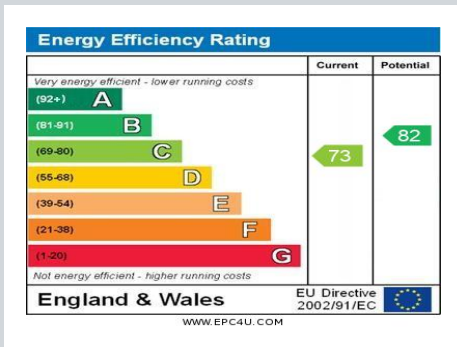 Energy Efficiency Rating
Current Potential
Very energy efficient - lower running costs
(92+) A
(81-91) B
82
(69-80) C
73
(55-68) D
(39-54) E
(21-38) F
(1-20) G
Not energy efficient - higher running costs
England & Wales
EU Directive
2002/91/EC
WWW.EPC4U.COM